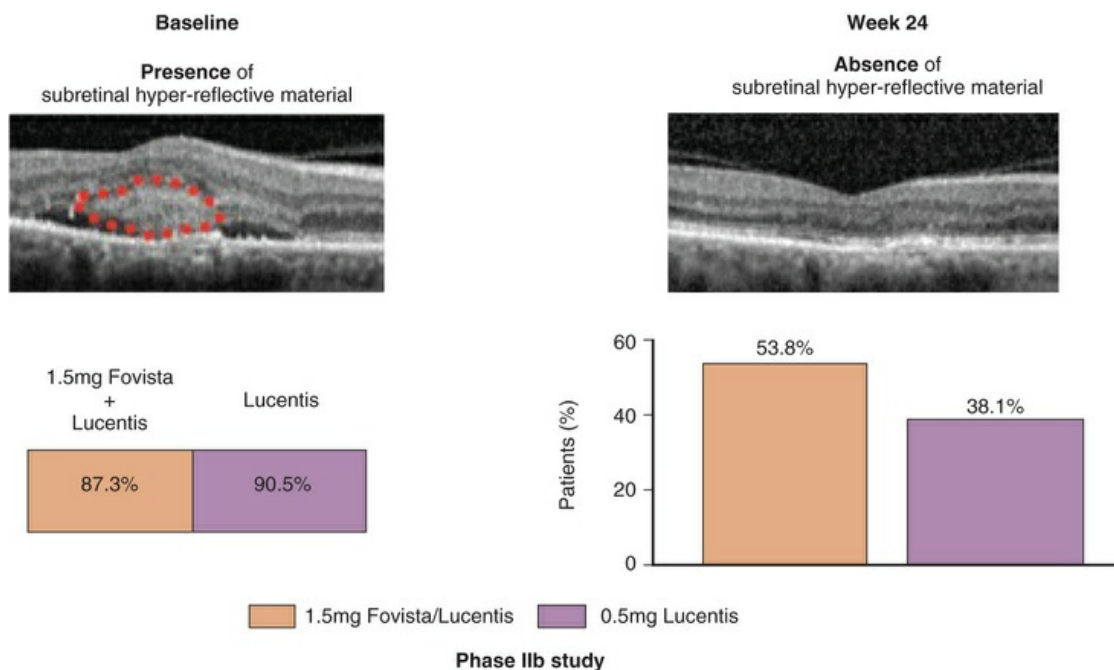 Baseline
Presence of
subretinal hyper-reflective material
Week 24
Absence of
subretinal hyper-reflective material
1.5mg Fovista
+
Lucentis
Lucentis
87.3%
90.5%
Patients (%)
60
40
20
0
53.8%
38.1%
1.5mg Fovista/Lucentis
0.5mg Lucentis
Phase IIb study